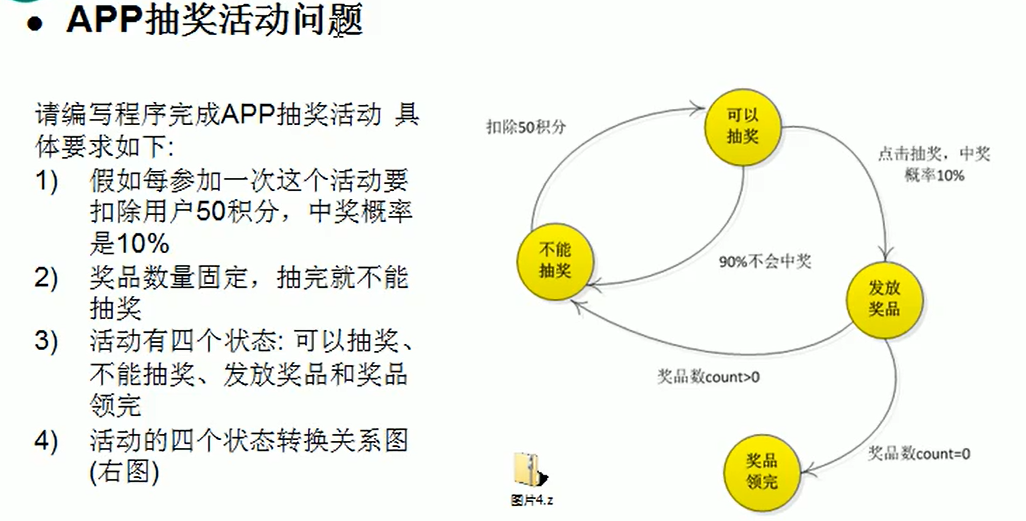 ● APP抽奖活动问题
请编写程序完成APP抽奖活动 具
体要求如下:
1) 假如每参加一次这个活动要
扣除用户50积分，中奖概率
是10%
2) 奖品数量固定，抽完就不能
抽奖
3) 活动有四个状态: 可以抽奖、
不能抽奖、发放奖品和奖品
领完
4) 活动的四个状态转换关系图
(右图)
扣除50积分
可以
抽奖
点击抽奖，中奖
概率10%
不能
抽奖
90%不会中奖
发放
奖品
奖品数count>0
奖品数count=0
奖品
领完
图片4.z